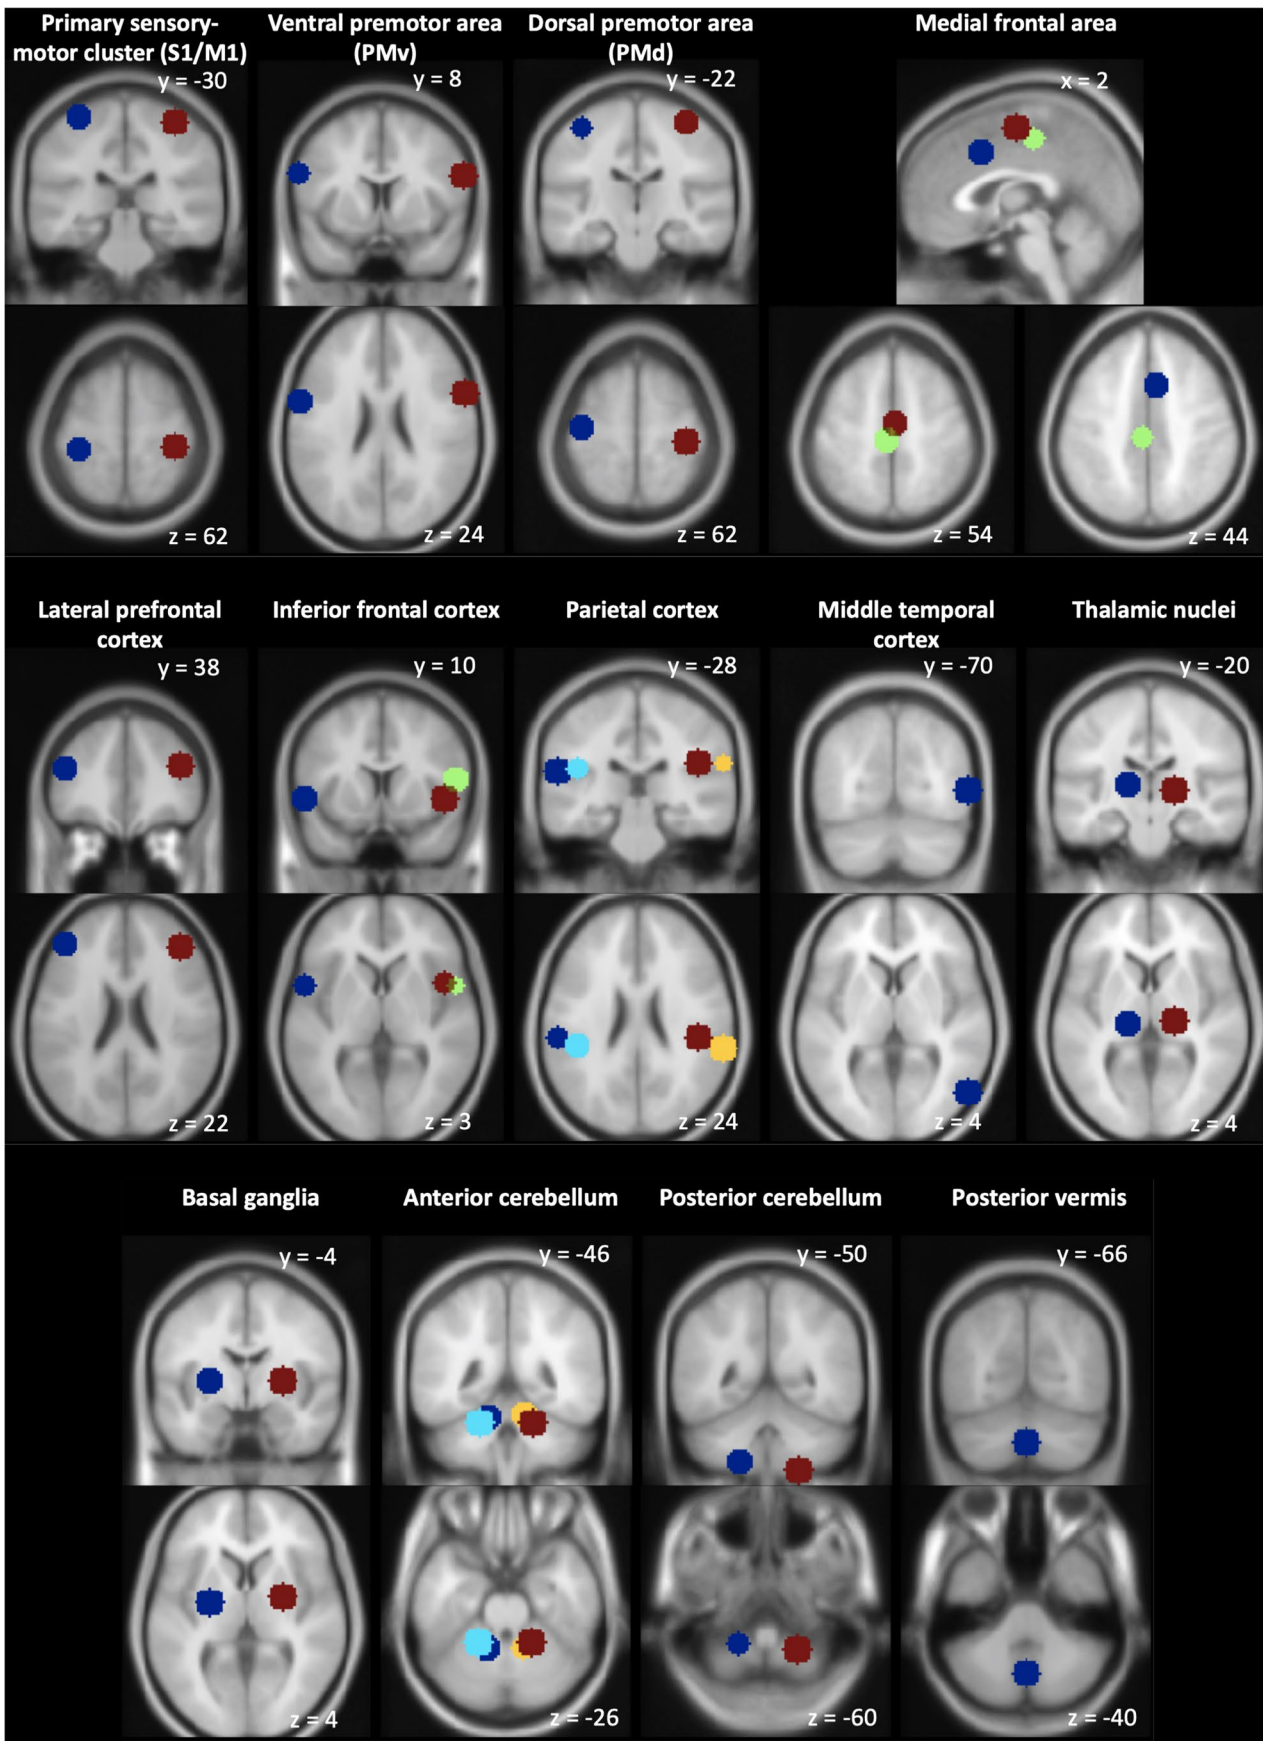 Primary sensory-
motor cluster (S1/M1)
Ventral premotor area
(PMv)
Dorsal premotor area
(PMd)
Medial frontal area
y = -30
y = 8
y = -22
x = 2
z = 62
z = 24
z = 62
z = 54
z = 44
Lateral prefrontal
cortex
Inferior frontal cortex
Parietal cortex
Middle temporal
cortex
Thalamic nuclei
y = 38
y = 10
y = -28
y = -70
y = -20
z = 22
z = 3
z = 24
z = 4
z = 4
Basal ganglia
Anterior cerebellum
Posterior cerebellum
Posterior vermis
y = -4
y = -46
y = -50
y = -66
z = 4
z = -26
z = -60
z = -40